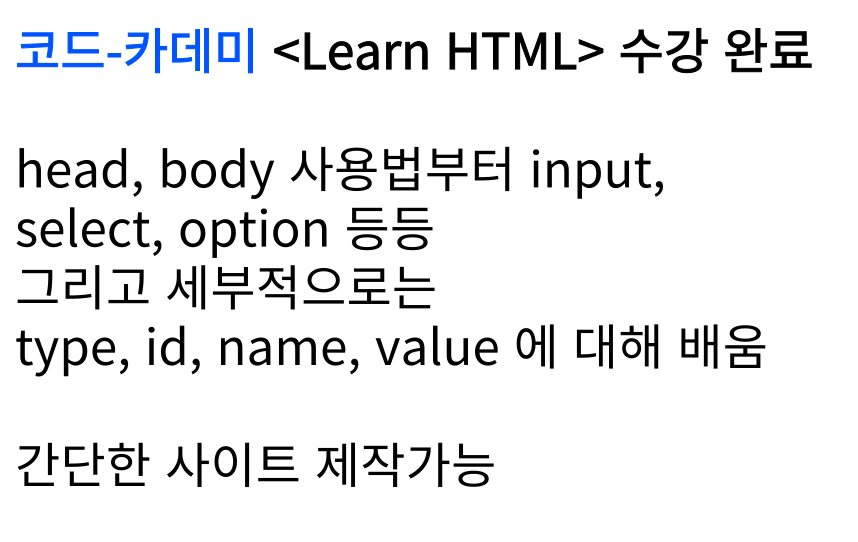 코드-카데미 <Learn HTML> 수강 완료
head, body 사용법부터 input,
select, option 등등
그리고 세부적으로는
type, id, name, value 에 대해 배움
간단한 사이트 제작가능